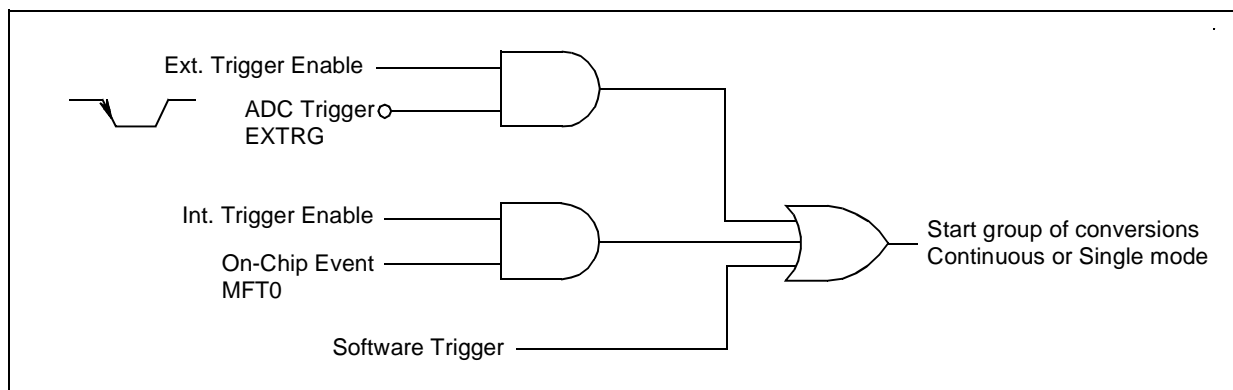 Ext. Trigger Enable
ADC Trigger
EXTRG
Int. Trigger Enable
On-Chip Event
MFT0
Software Trigger
Start group of conversions
Continuous or Single mode